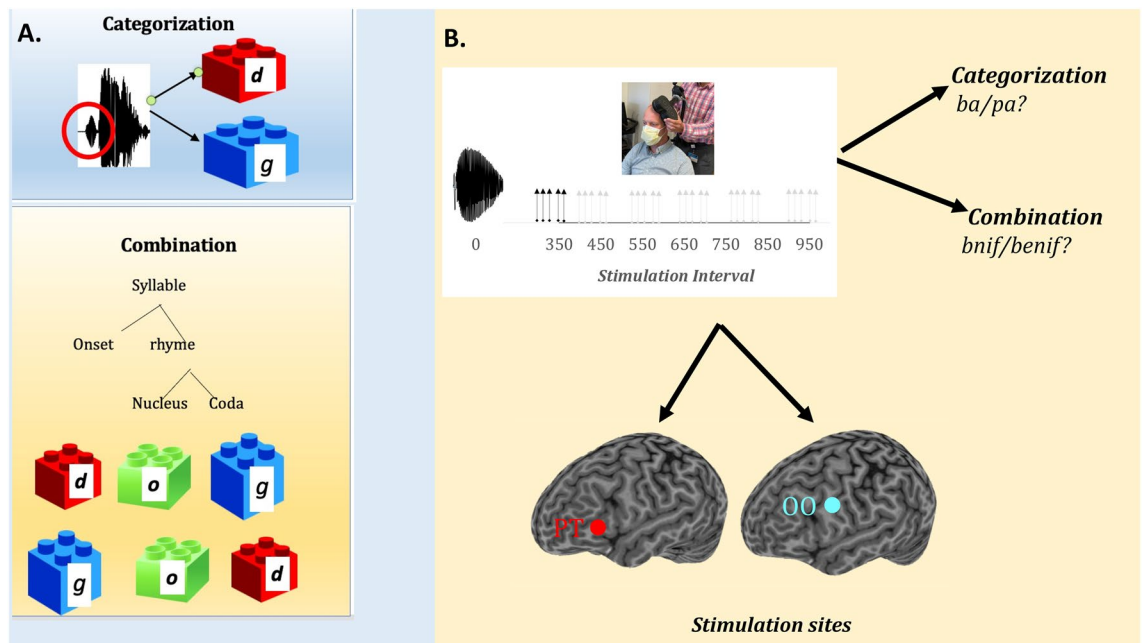 A.
Categorization
d
g
Combination
Syllable
Onset rhyme
Nucleus Coda
d o g
g o d
B.
0 350 450 550 650 750 850 950
Stimulation Interval
Categorization
ba/pa?
Combination
bnif/benif?
PT OO
Stimulation sites